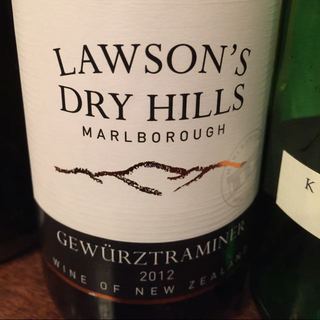 LAWSON'S
DRY HILLS
MARLBOROUGH
GEWÜRZTRAMINER
2012
WINE OF NEW ZEALAND
K